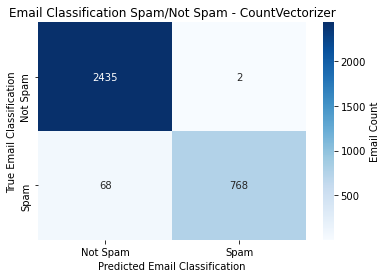 Email Classification Spam/Not Spam - CountVectorizer
True Email Classification
Not Spam
Spam
2435
2
68
768
Not Spam
Spam
Predicted Email Classification
2000
1500
1000
500
Email Count